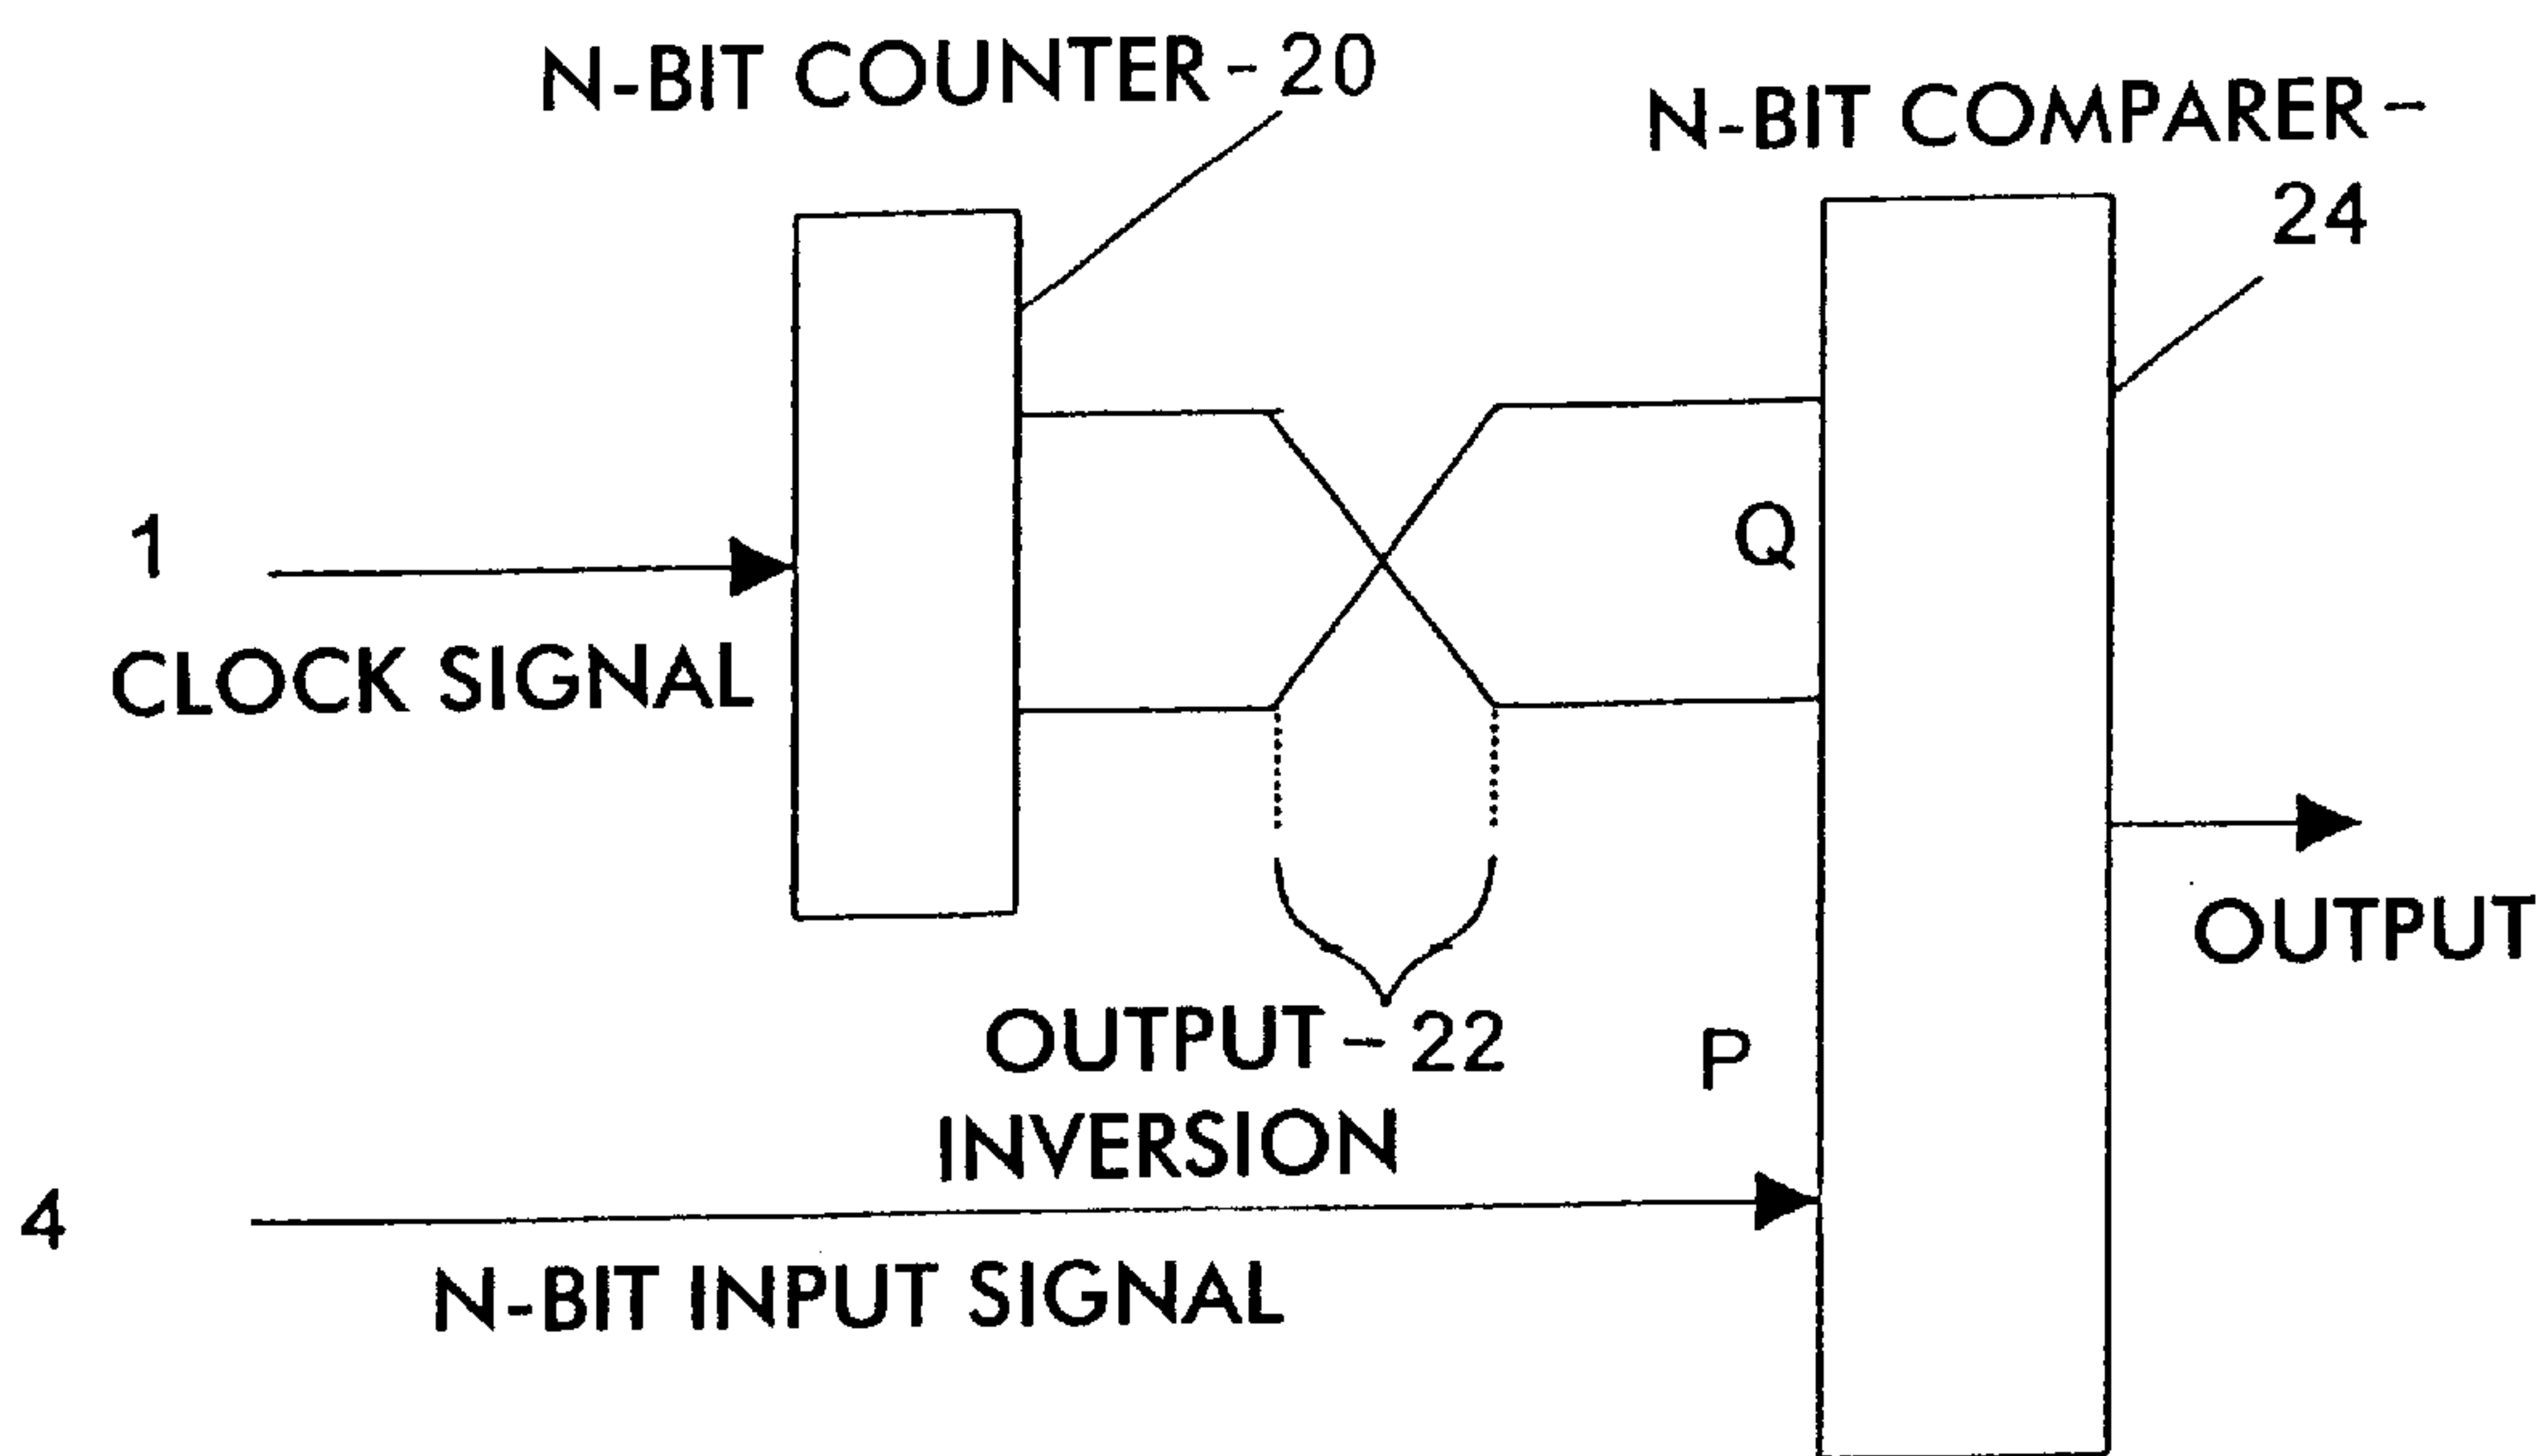 N-BIT COUNTER-20
N-BIT COMPARER-
24
1
CLOCK SIGNAL
Q
OUTPUT
OUTPUT-22
INVERSION
P
4
N-BIT INPUT SIGNAL